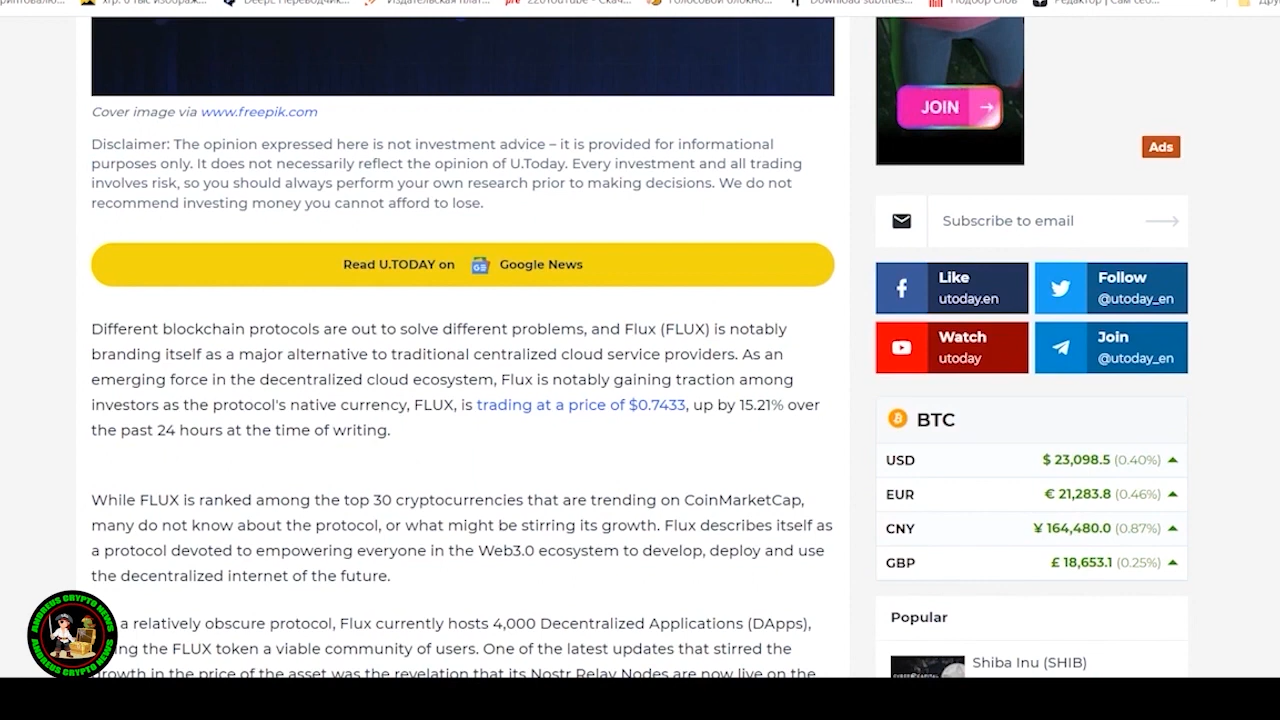 Cover image via www.freepik.com
Disclaimer: The opinion expressed here is not investment advice – it is provided for informational
purposes only. It does not necessarily reflect the opinion of U.Today. Every investment and all trading
involves risk, so you should always perform your own research prior to making decisions. We do not
recommend investing money you cannot afford to lose.
Read U.TODAY on Google News
Different blockchain protocols are out to solve different problems, and Flux (FLUX) is notably
branding itself as a major alternative to traditional centralized cloud service providers. As an
emerging force in the decentralized cloud ecosystem, Flux is notably gaining traction among
investors as the protocol's native currency, FLUX, is trading at a price of $0.7433, up by 15.21% over
the past 24 hours at the time of writing.
While FLUX is ranked among the top 30 cryptocurrencies that are trending on CoinMarketCap,
many do not know about the protocol, or what might be stirring its growth. Flux describes itself as
a protocol devoted to empowering everyone in the Web3.0 ecosystem to develop, deploy and use
the decentralized internet of the future.
a relatively obscure protocol, Flux currently hosts 4,000 Decentralized Applications (DApps),
the FLUX token a viable community of users. One of the latest updates that stirred the
growth in the price of the asset was the revelation that its Nostr Relay Nodes are now live on the
JOIN
Ads
Subscribe to email
Like
utoday.en
Follow
@utoday_en
Watch
utoday
Join
@utoday_en
BTC
USD $ 23,098.5 (0.40%)
EUR € 21,283.8 (0.46%)
CNY ¥ 164,480.0 (0.87%)
GBP £ 18,653.1 (0.25%)
Popular
Shiba Inu (SHIB)
ANDREUS CRYPTO NEWS
ANDREUS CRYPTO NEWS